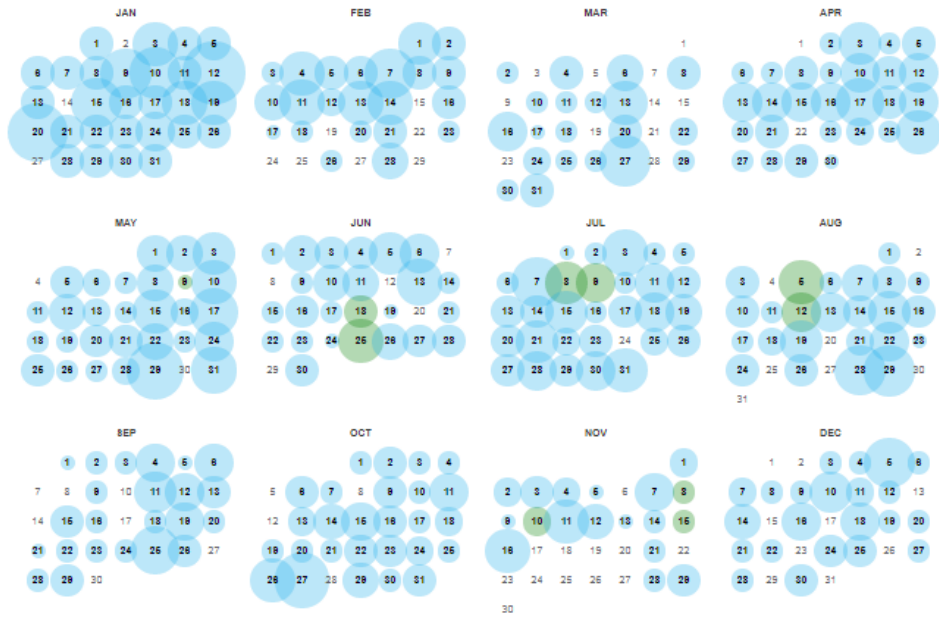 JAN
1 2 3 4 5
6 7 8 9 10 11 12
13 14 15 16 17 18 19
20 21 22 23 24 25 26
27 28 29 30 31
FEB
1 2
3 4 5 6 7 8 9
10 11 12 13 14 15 16
17 18 19 20 21 22 23
24 25 26 27 28 29
MAR
1
2 3 4 5 6 7 8
9 10 11 12 13 14 15
16 17 18 19 20 21 22
23 24 25 26 27 28 29
30 31
APR
1 2 3 4 5
6 7 8 9 10 11 12
13 14 15 16 17 18 19
20 21 22 23 24 25 26
27 28 29 30
MAY
1 2 3
4 5 6 7 8 9 10
11 12 13 14 15 16 17
18 19 20 21 22 23 24
25 26 27 28 29 30 31
JUN
1 2 3 4 5 6 7
8 9 10 11 12 13 14
15 16 17 18 19 20 21
22 23 24 25 26 27 28
29 30
JUL
1 2 3 4 5
6 7 8 9 10 11 12
13 14 15 16 17 18 19
20 21 22 23 24 25 26
27 28 29 30 31
AUG
1 2
3 4 5 6 7 8 9
10 11 12 13 14 15 16
17 18 19 20 21 22 23
24 25 26 27 28 29 30
31
SEP
1 2 3 4 5 6
7 8 9 10 11 12 13
14 15 16 17 18 19 20
21 22 23 24 25 26 27
28 29 30
OCT
1 2 3 4
5 6 7 8 9 10 11
12 13 14 15 16 17 18
19 20 21 22 23 24 25
26 27 28 29 30 31
NOV
1
2 3 4 5 6 7 8
9 10 11 12 13 14 15
16 17 18 19 20 21 22
23 24 25 26 27 28 29
30
DEC
1 2 3 4 5 6
7 8 9 10 11 12 13
14 15 16 17 18 19 20
21 22 23 24 25 26 27
28 29 30 31